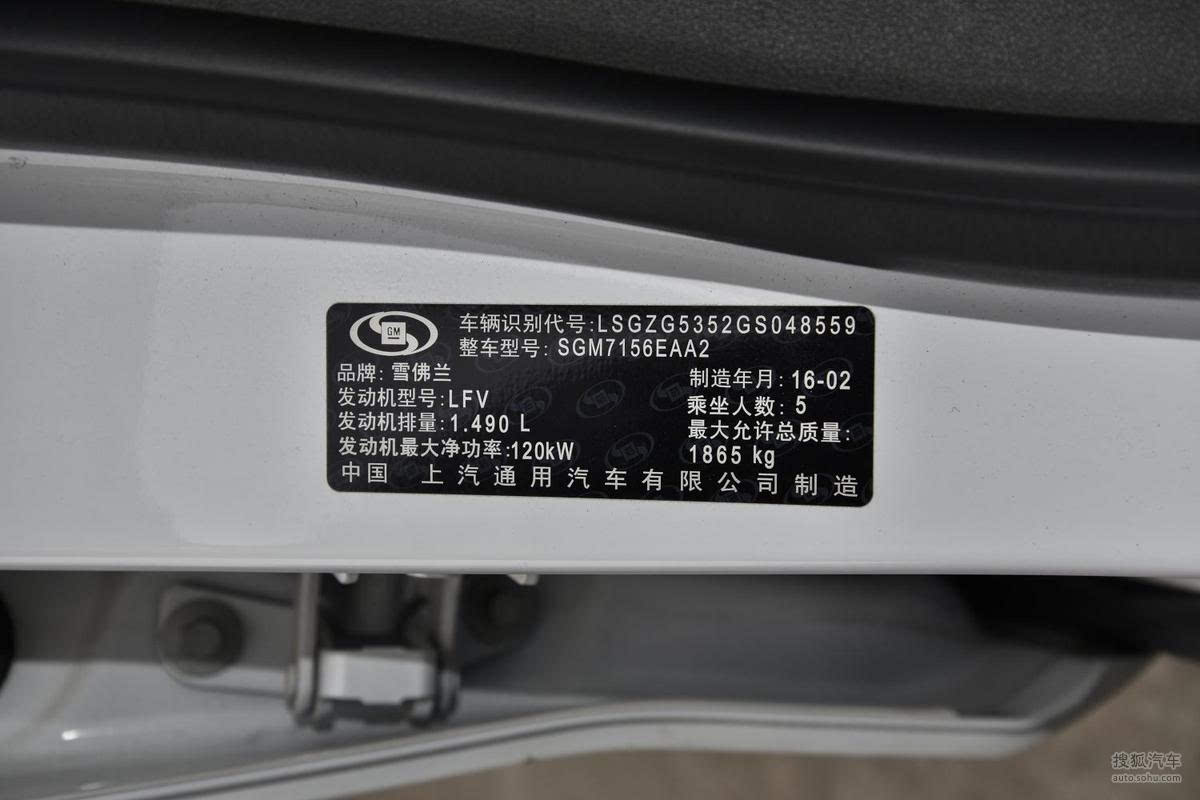 GM
车辆识别代号:LSGZG5352GS048559
整车型号: SGM7156EAA2
品牌: 雪佛兰
制造年月: 16-02
发动机型号:LFV
乘坐人数: 5
发动机排量:1.490 L
最大允许总质量:
发动机最大净功率:120kW
1865 kg
中国 上汽通用汽车有限公司制造
搜狐汽车
auto.sohu.com